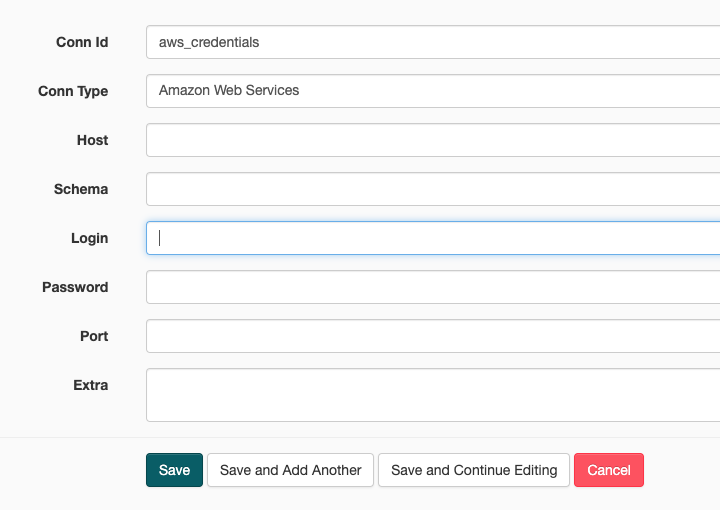 Conn Id aws_credentials
Conn Type Amazon Web Services
Host
Schema
Login
Password
Port
Extra
Save Save and Add Another Save and Continue Editing Cancel